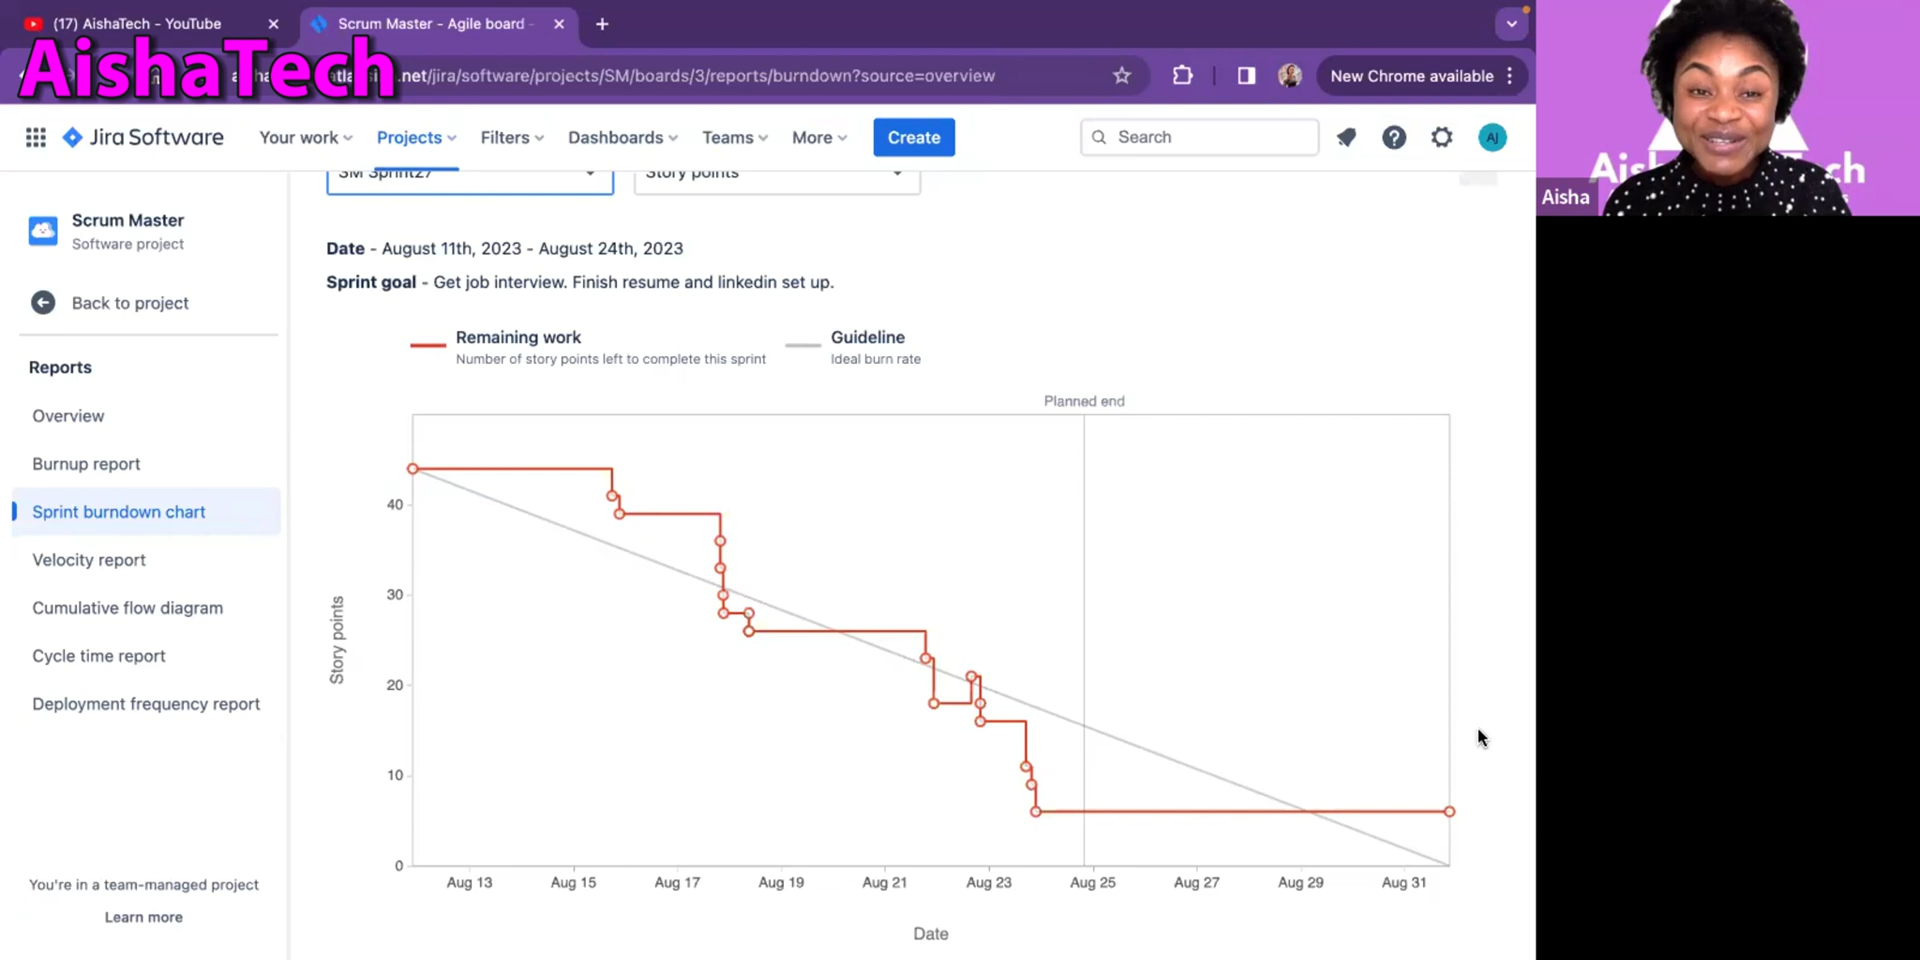 (17) AishaTech - YouTube
Scrum Master - Agile board -
AishaTech
.net/jira/software/projects/SM/boards/3/reports/burndown?source=overview
New Chrome available
Jira Software
Your work
Projects
Filters
Dashboards
Teams
More
Create
Search
AJ
Aisha
SM Sprint27
Story points
Scrum Master
Software project
Back to project
Reports
Overview
Burnup report
Sprint burndown chart
Velocity report
Cumulative flow diagram
Cycle time report
Deployment frequency report
You're in a team-managed project
Learn more
Date - August 11th, 2023 - August 24th, 2023
Sprint goal - Get job interview. Finish resume and linkedin set up.
Remaining work
Number of story points left to complete this sprint
Guideline
Ideal burn rate
Planned end
Story points
40
30
20
10
0
Aug 13
Aug 15
Aug 17
Aug 19
Aug 21
Aug 23
Aug 25
Aug 27
Aug 29
Aug 31
Date